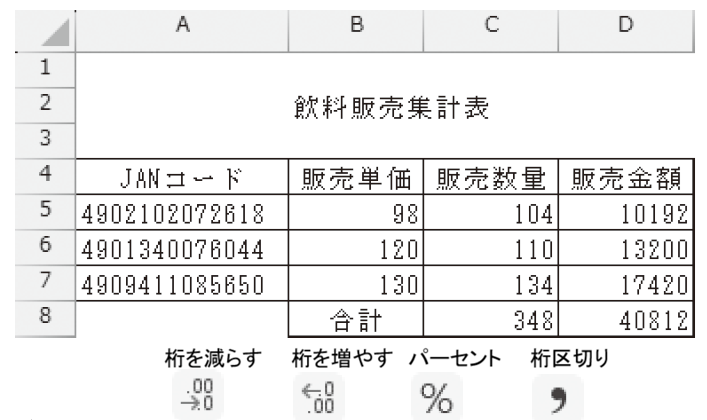 A B C D
1
2 飲料販売集計表
3
4 JANコード 販売単価 販売数量 販売金額
5 4902102072618 98 104 10192
6 4901340076044 120 110 13200
7 4909411085650 130 134 17420
8 合計 348 40812
桁を減らす 桁を増やす パーセント 桁区切り
.00 ←0 % ,
→.0 .00